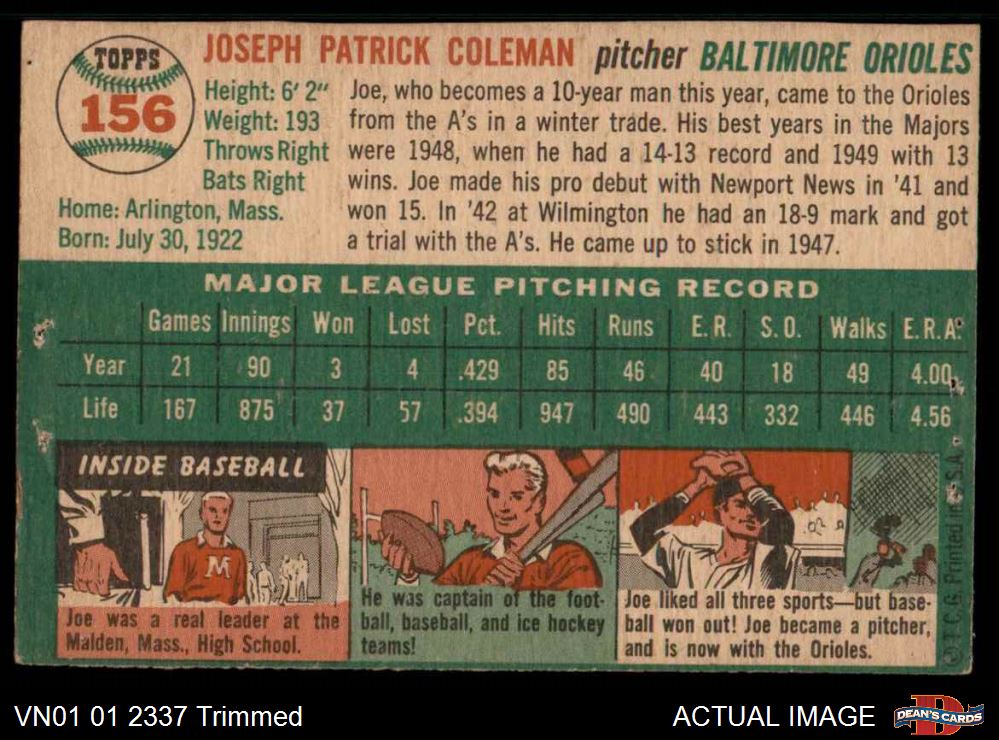 TOPPS
156
JOSEPH PATRICK COLEMAN pitcher BALTIMORE ORIOLES
Height: 6' 2"
Weight: 193
Throws Right
Bats Right
Home: Arlington, Mass.
Born: July 30, 1922
Joe, who becomes a 10-year man this year, came to the Orioles
from the A's in a winter trade. His best years in the Majors
were 1948, when he had a 14-13 record and 1949 with 13
wins. Joe made his pro debut with Newport News in '41 and
won 15. In '42 at Wilmington he had an 18-9 mark and got
a trial with the A's. He came up to stick in 1947.
MAJOR LEAGUE PITCHING RECORD
Games Innings Won Lost Pct. Hits Runs E. R. S. O. Walks E. R. A.
Year 21 90 3 4 .429 85 46 40 18 49 4.00
Life 167 875 37 57 .394 947 490 443 332 446 4.56
INSIDE BASEBALL
M
Joe was a real leader at the
Malden, Mass., High School.
He was captain of the foot-
ball, baseball, and ice hockey
teams!
Joe liked all three sports—but base-
ball won out! Joe became a pitcher,
and is now with the Orioles.
© T. C. G. Printed in U.S.A.
VN01 01 2337 Trimmed
ACTUAL IMAGE
D
DEAN'S CARDS